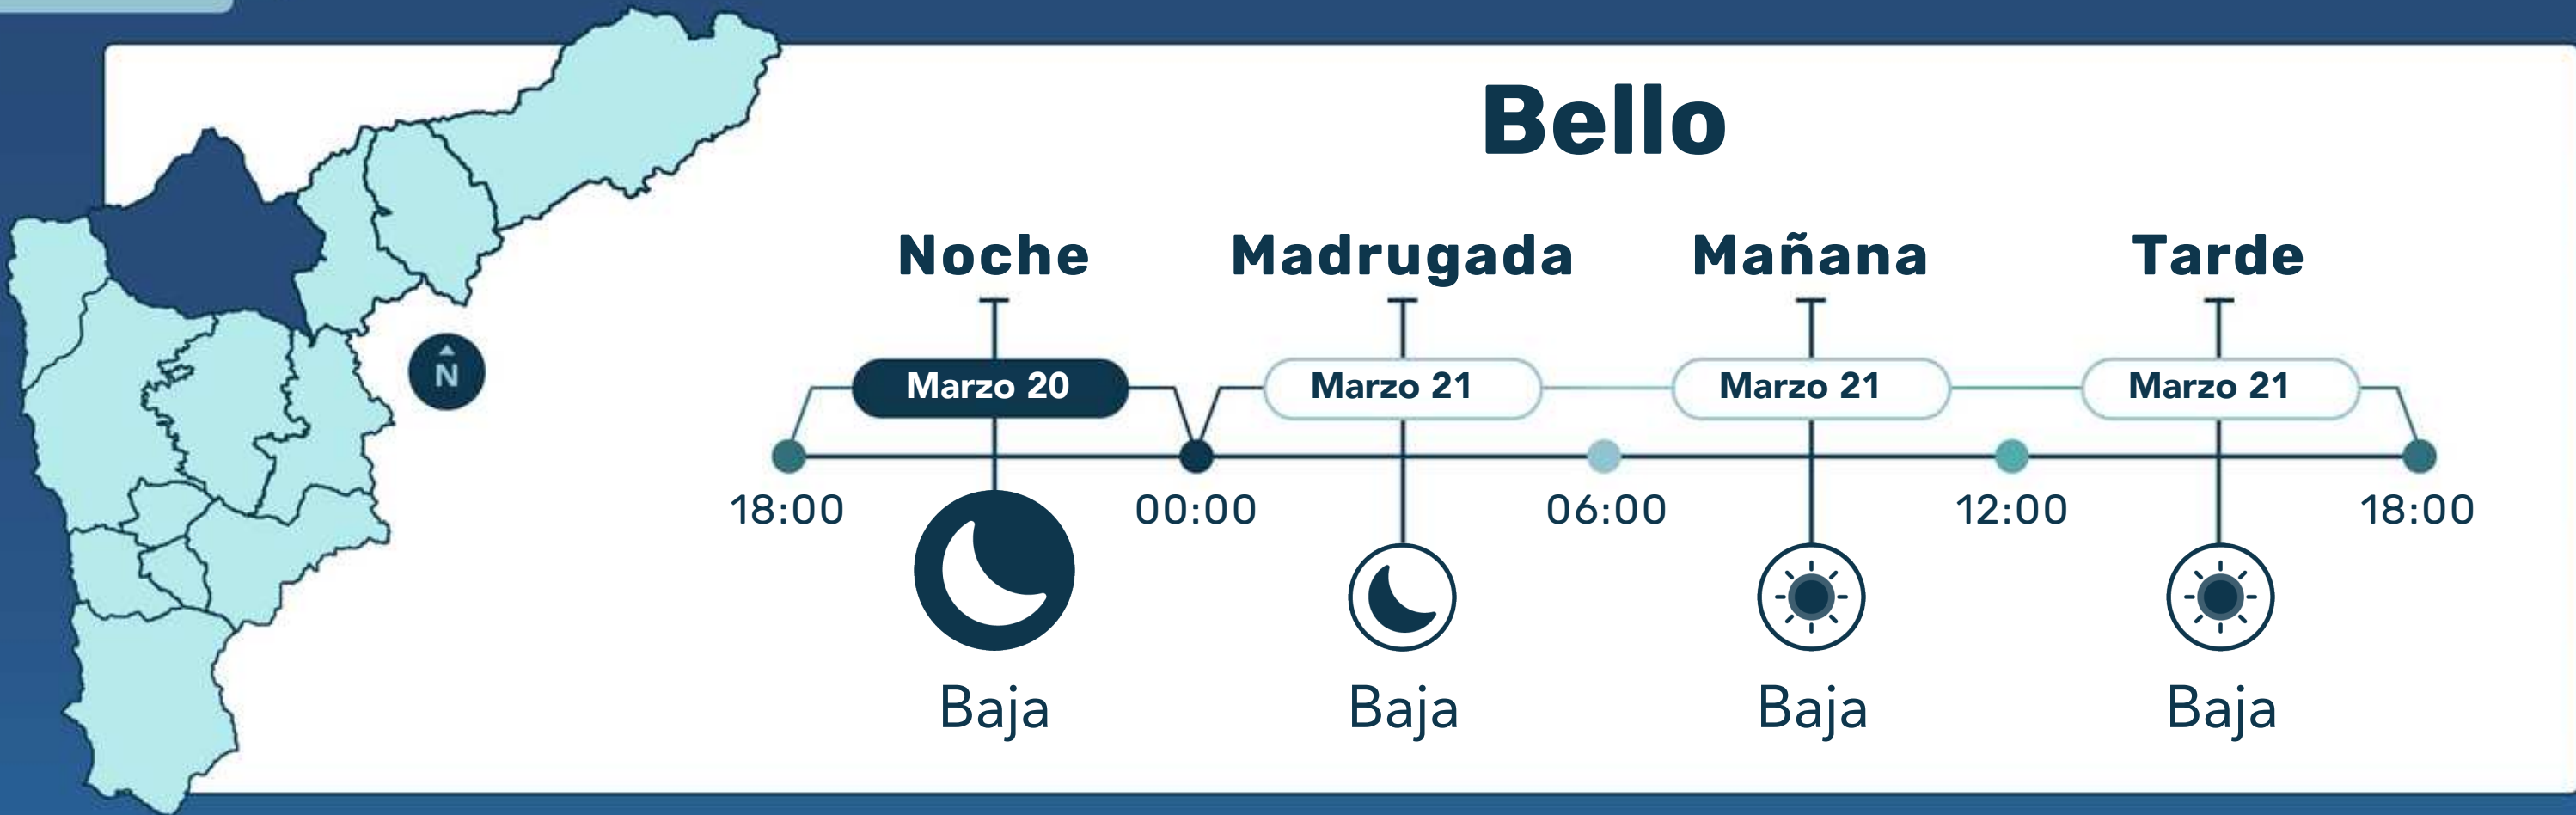 Bello
Noche Madrugada Mañana Tarde
Marzo 20 Marzo 21 Marzo 21 Marzo 21
N
18:00 00:00 06:00 12:00 18:00
Baja Baja Baja Baja